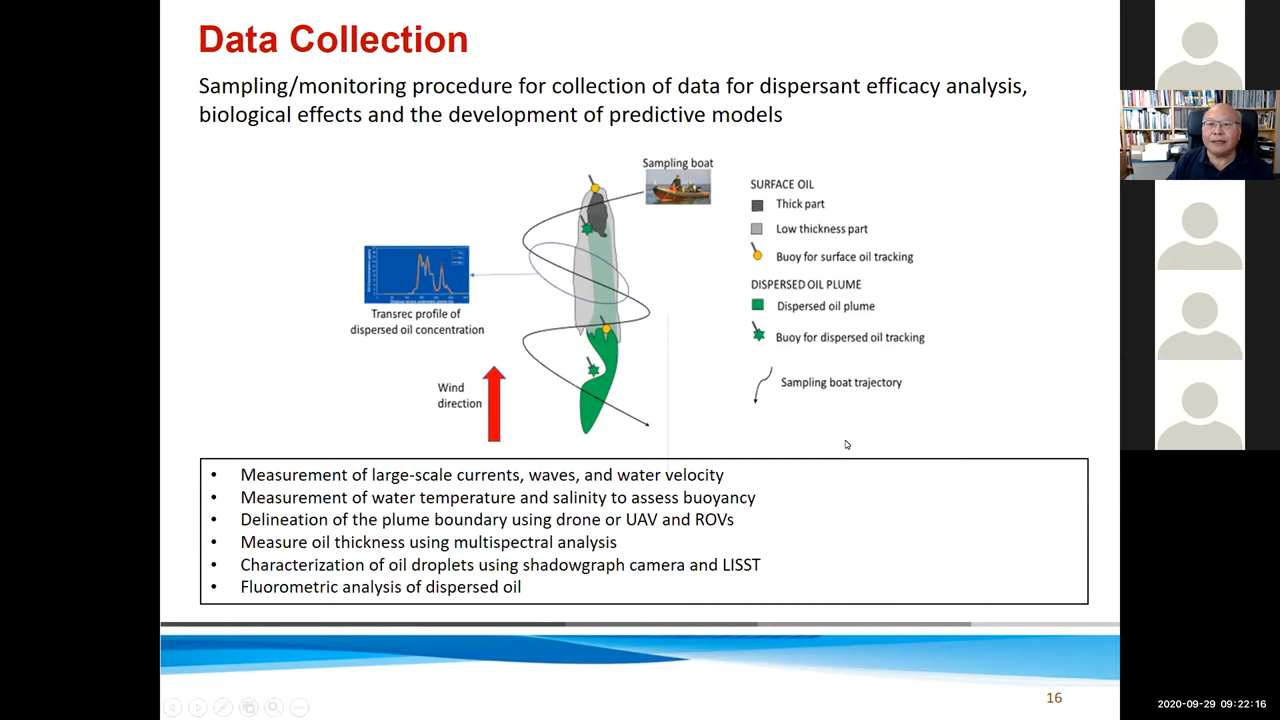 Data Collection
Sampling/monitoring procedure for collection of data for dispersant efficacy analysis,
biological effects and the development of predictive models
Sampling boat
SURFACE OIL
Thick part
Low thickness part
Buoy for surface oil tracking
DISPERSED OIL PLUME
Dispersed oil plume
Buoy for dispersed oil tracking
Sampling boat trajectory
Transrec profile of
dispersed oil concentration
Wind
direction
• Measurement of large-scale currents, waves, and water velocity
• Measurement of water temperature and salinity to assess buoyancy
• Delineation of the plume boundary using drone or UAV and ROVs
• Measure oil thickness using multispectral analysis
• Characterization of oil droplets using shadowgraph camera and LISST
• Fluorometric analysis of dispersed oil
16
2020-09-29 09:22:16